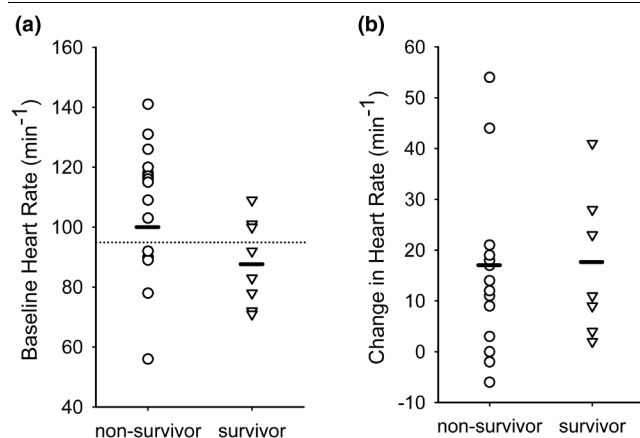 (a)
Baseline Heart Rate (min⁻¹)
160
140
120
100
80
60
40
non-survivor survivor
(b)
Change in Heart Rate (min⁻¹)
60
50
40
30
20
10
0
-10
non-survivor survivor